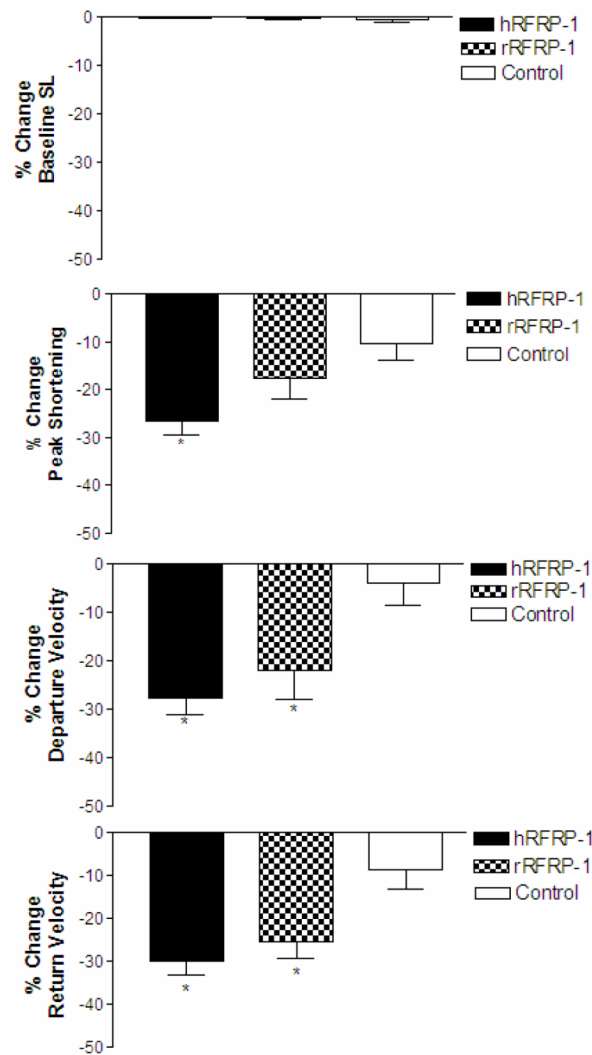 0
-10
-20
-30
-40
-50
% Change
Baseline SL
hRFRP-1
rRFRP-1
Control
0
-10
-20
-30
-40
-50
% Change
Peak Shortening
*
hRFRP-1
rRFRP-1
Control
0
-10
-20
-30
-40
-50
% Change
Departure Velocity
*
*
hRFRP-1
rRFRP-1
Control
0
-10
-20
-30
-40
-50
% Change
Return Velocity
*
*
hRFRP-1
rRFRP-1
Control